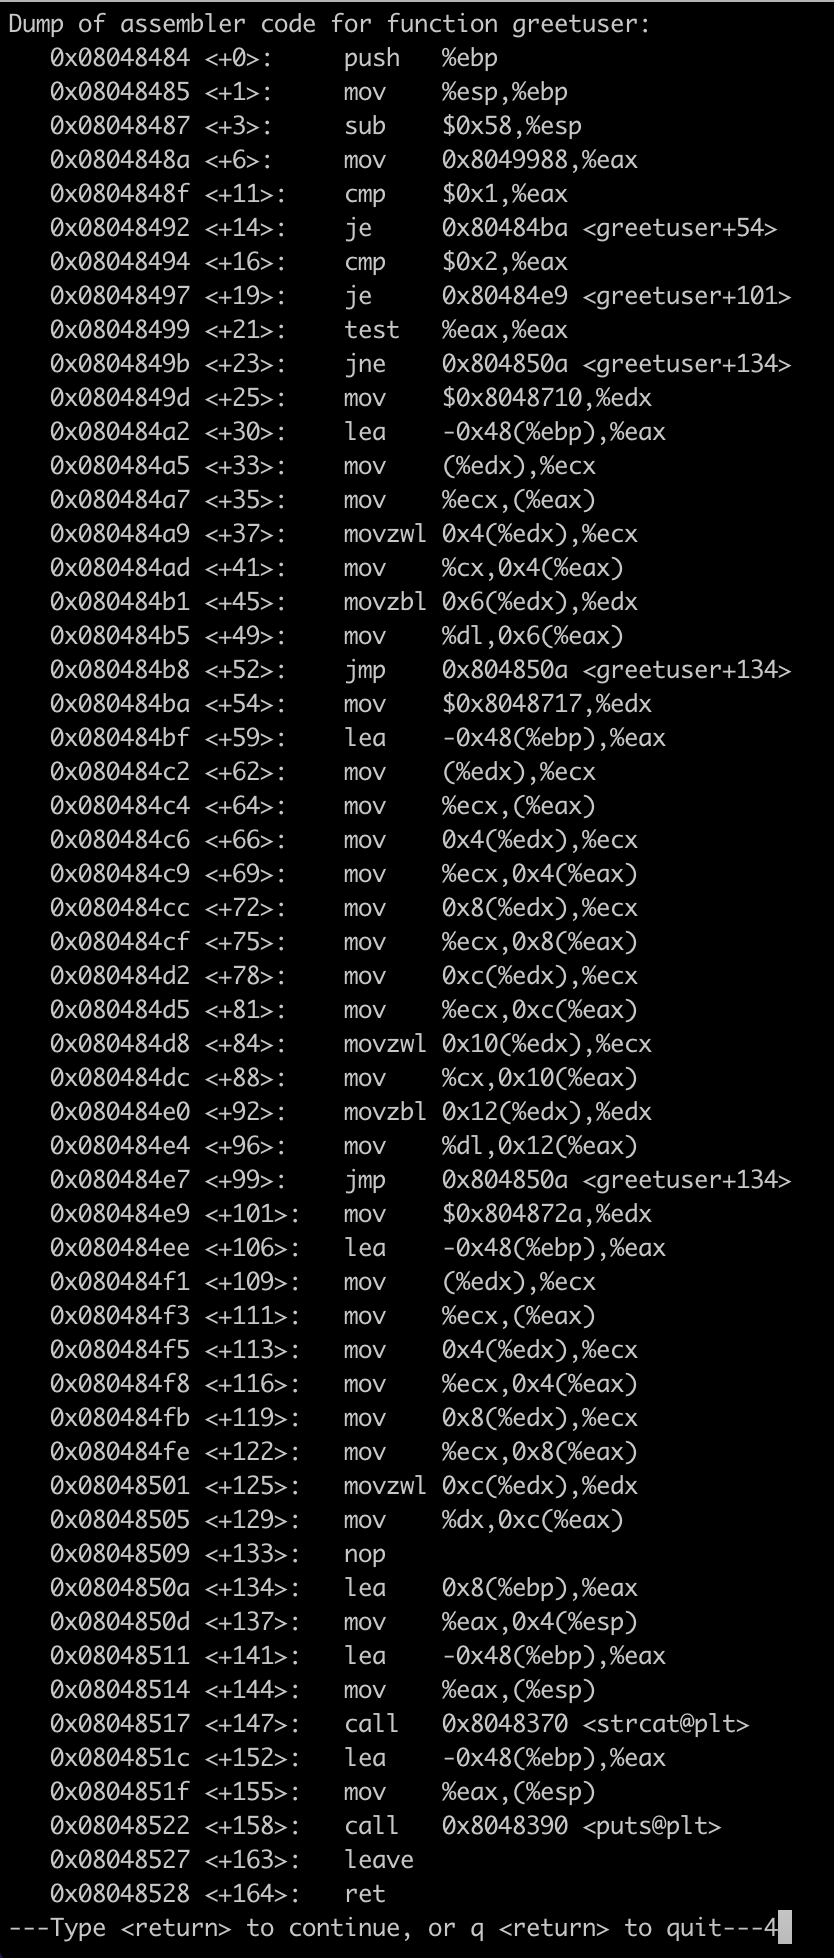 Dump of assembler code for function greetuser:
   0x08048484 <+0>:     push   %ebp
   0x08048485 <+1>:     mov    %esp,%ebp
   0x08048487 <+3>:     sub    $0x58,%esp
   0x0804848a <+6>:     mov    0x8049988,%eax
   0x0804848f <+11>:    cmp    $0x1,%eax
   0x08048492 <+14>:    je     0x80484ba <greetuser+54>
   0x08048494 <+16>:    cmp    $0x2,%eax
   0x08048497 <+19>:    je     0x80484e9 <greetuser+101>
   0x08048499 <+21>:    test   %eax,%eax
   0x0804849b <+23>:    jne    0x804850a <greetuser+134>
   0x0804849d <+25>:    mov    $0x8048710,%edx
   0x080484a2 <+30>:    lea    -0x48(%ebp),%eax
   0x080484a5 <+33>:    mov    (%edx),%ecx
   0x080484a7 <+35>:    mov    %ecx,(%eax)
   0x080484a9 <+37>:    movzwl 0x4(%edx),%ecx
   0x080484ad <+41>:    mov    %cx,0x4(%eax)
   0x080484b1 <+45>:    movzbl 0x6(%edx),%edx
   0x080484b5 <+49>:    mov    %dl,0x6(%eax)
   0x080484b8 <+52>:    jmp    0x804850a <greetuser+134>
   0x080484ba <+54>:    mov    $0x8048717,%edx
   0x080484bf <+59>:    lea    -0x48(%ebp),%eax
   0x080484c2 <+62>:    mov    (%edx),%ecx
   0x080484c4 <+64>:    mov    %ecx,(%eax)
   0x080484c6 <+66>:    mov    0x4(%edx),%ecx
   0x080484c9 <+69>:    mov    %ecx,0x4(%eax)
   0x080484cc <+72>:    mov    0x8(%edx),%ecx
   0x080484cf <+75>:    mov    %ecx,0x8(%eax)
   0x080484d2 <+78>:    mov    0xc(%edx),%ecx
   0x080484d5 <+81>:    mov    %ecx,0xc(%eax)
   0x080484d8 <+84>:    movzwl 0x10(%edx),%ecx
   0x080484dc <+88>:    mov    %cx,0x10(%eax)
   0x080484e0 <+92>:    movzbl 0x12(%edx),%edx
   0x080484e4 <+96>:    mov    %dl,0x12(%eax)
   0x080484e7 <+99>:    jmp    0x804850a <greetuser+134>
   0x080484e9 <+101>:   mov    $0x804872a,%edx
   0x080484ee <+106>:   lea    -0x48(%ebp),%eax
   0x080484f1 <+109>:   mov    (%edx),%ecx
   0x080484f3 <+111>:   mov    %ecx,(%eax)
   0x080484f5 <+113>:   mov    0x4(%edx),%ecx
   0x080484f8 <+116>:   mov    %ecx,0x4(%eax)
   0x080484fb <+119>:   mov    0x8(%edx),%ecx
   0x080484fe <+122>:   mov    %ecx,0x8(%eax)
   0x08048501 <+125>:   movzwl 0xc(%edx),%edx
   0x08048505 <+129>:   mov    %dx,0xc(%eax)
   0x08048509 <+133>:   nop
   0x0804850a <+134>:   lea    0x8(%ebp),%eax
   0x0804850d <+137>:   mov    %eax,0x4(%esp)
   0x08048511 <+141>:   lea    -0x48(%ebp),%eax
   0x08048514 <+144>:   mov    %eax,(%esp)
   0x08048517 <+147>:   call   0x8048370 <strcat@plt>
   0x0804851c <+152>:   lea    -0x48(%ebp),%eax
   0x0804851f <+155>:   mov    %eax,(%esp)
   0x08048522 <+158>:   call   0x8048390 <puts@plt>
   0x08048527 <+163>:   leave
   0x08048528 <+164>:   ret
---Type <return> to continue, or q <return> to quit---4